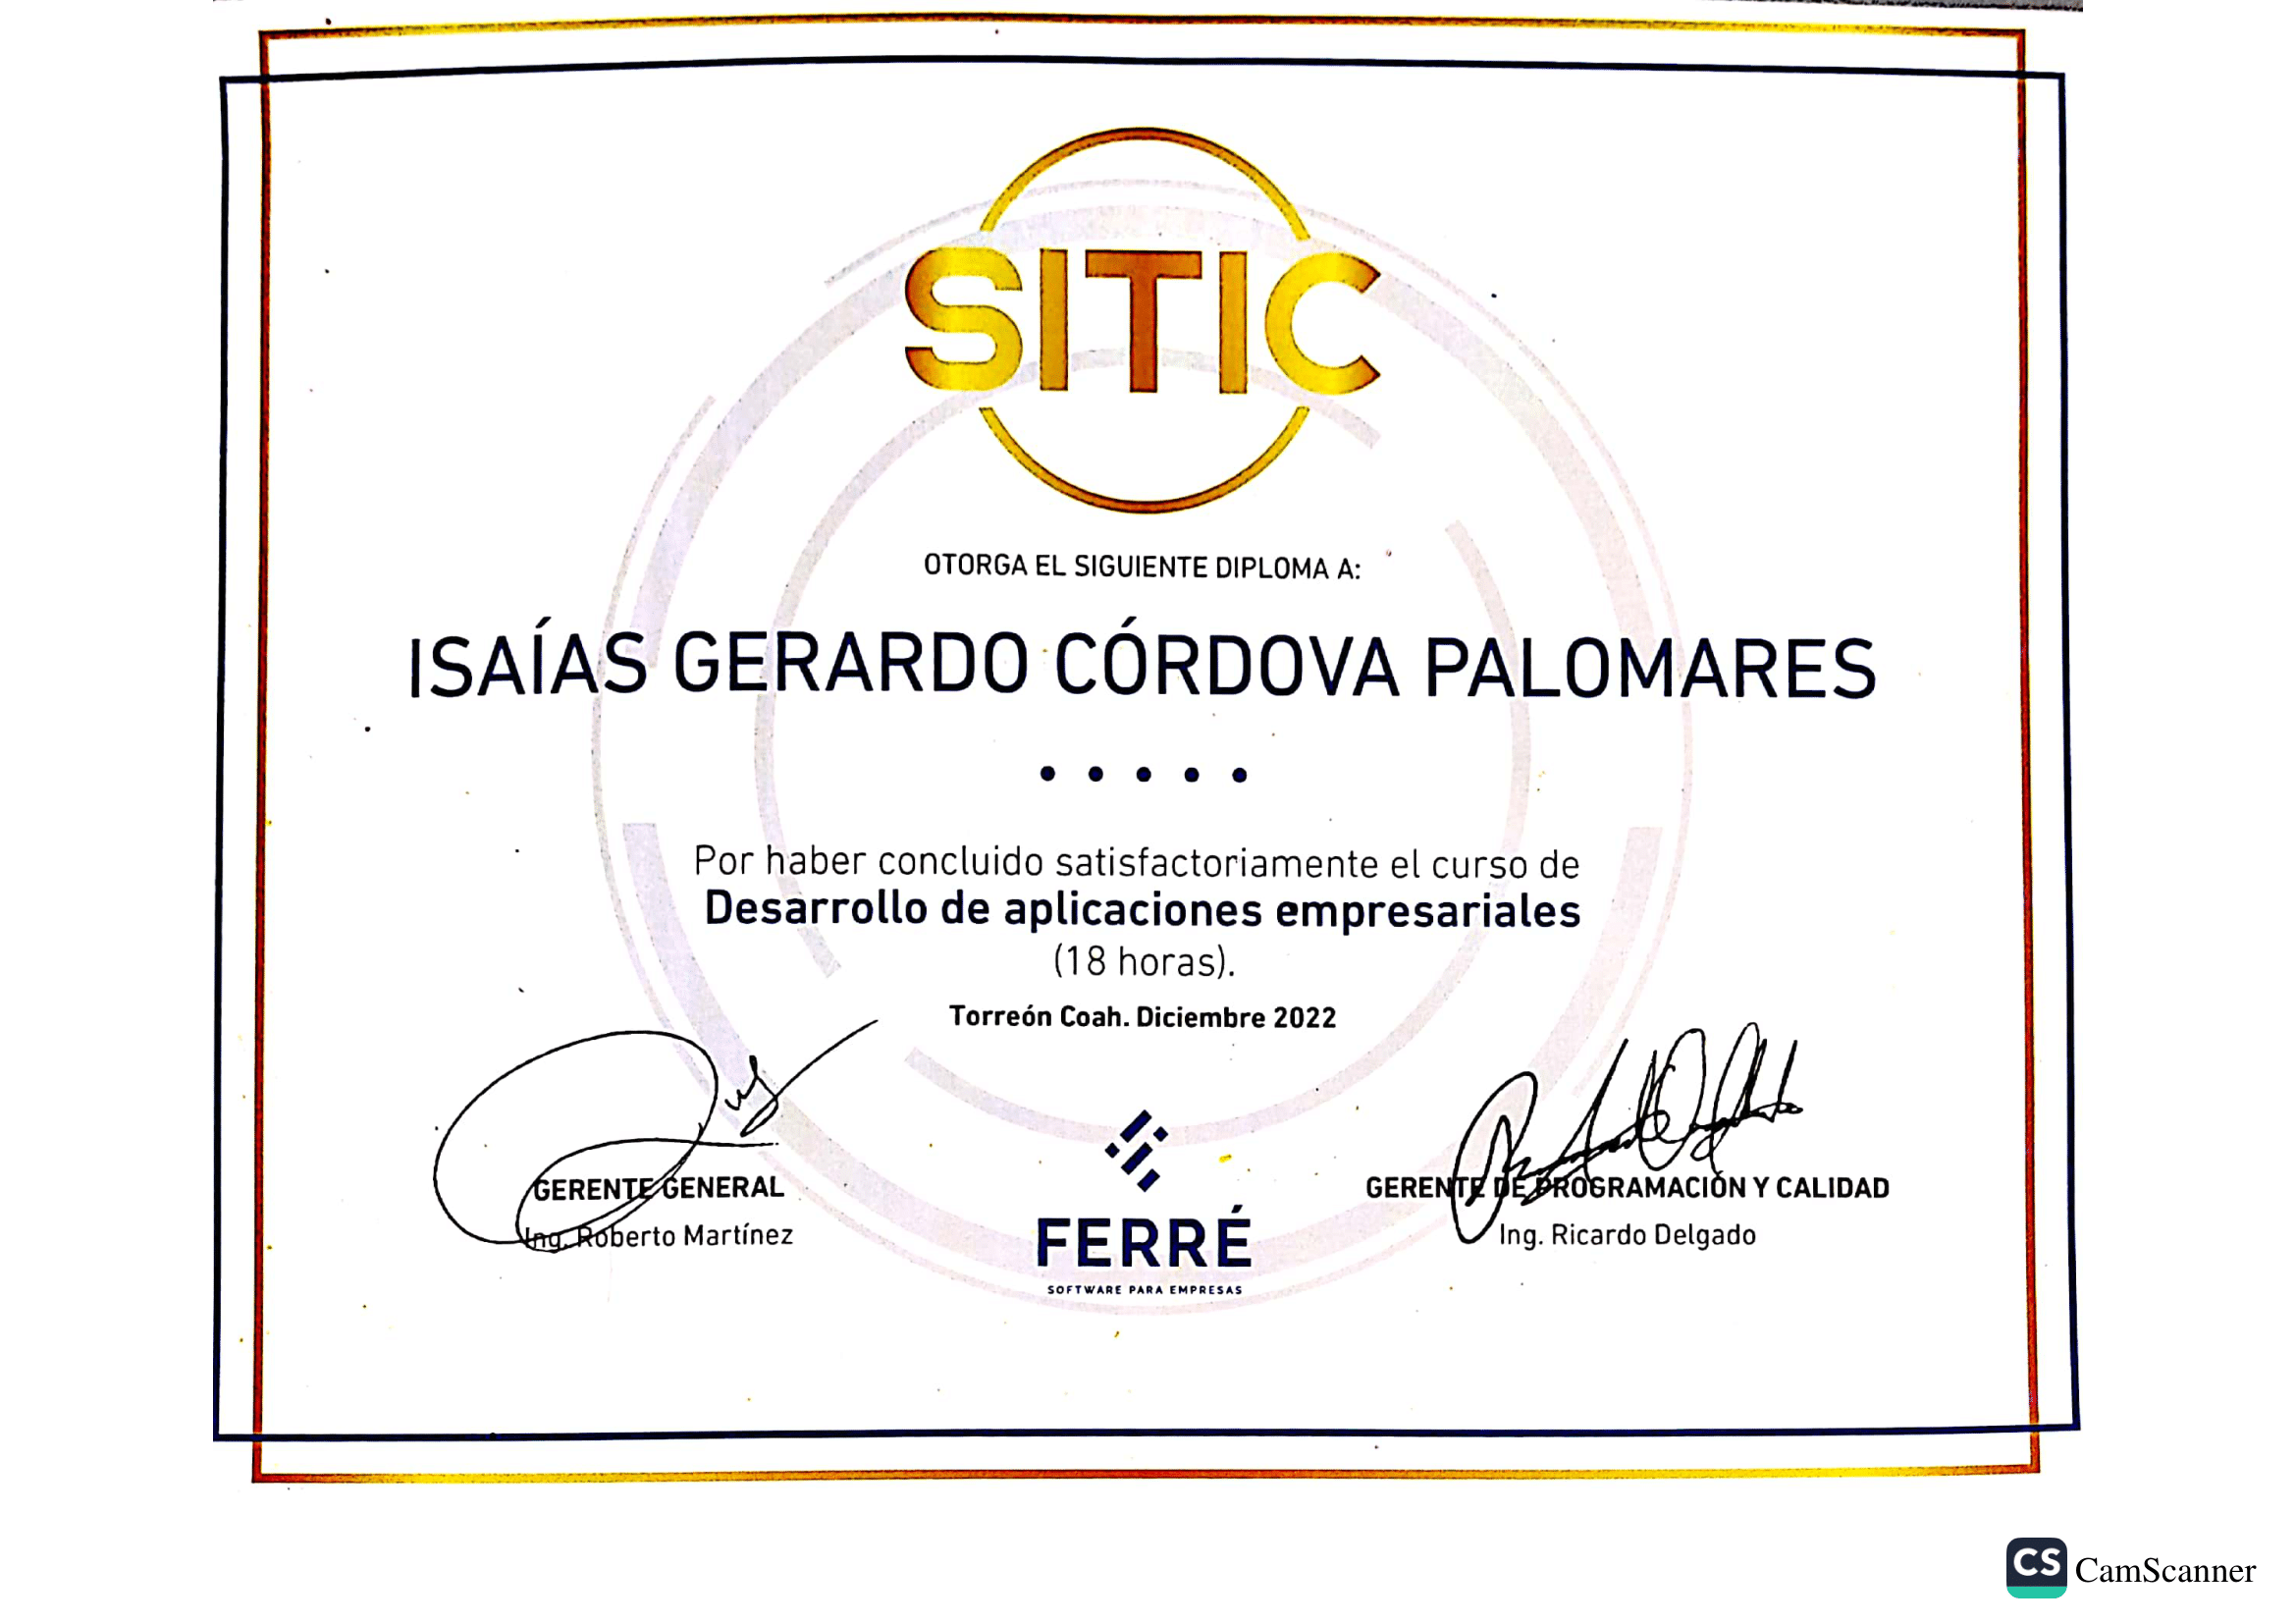 SITIC
OTORGA EL SIGUIENTE DIPLOMA A:
ISAÍAS GERARDO CÓRDOVA PALOMARES
• • • • •
Por haber concluido satisfactoriamente el curso de
Desarrollo de aplicaciones empresariales
(18 horas).
Torreón Coah. Diciembre 2022
GERENTE GENERAL
Ing. Roberto Martínez
FERRÉ
SOFTWARE PARA EMPRESAS
GERENTE DE PROGRAMACIÓN Y CALIDAD
Ing. Ricardo Delgado
CS CamScanner